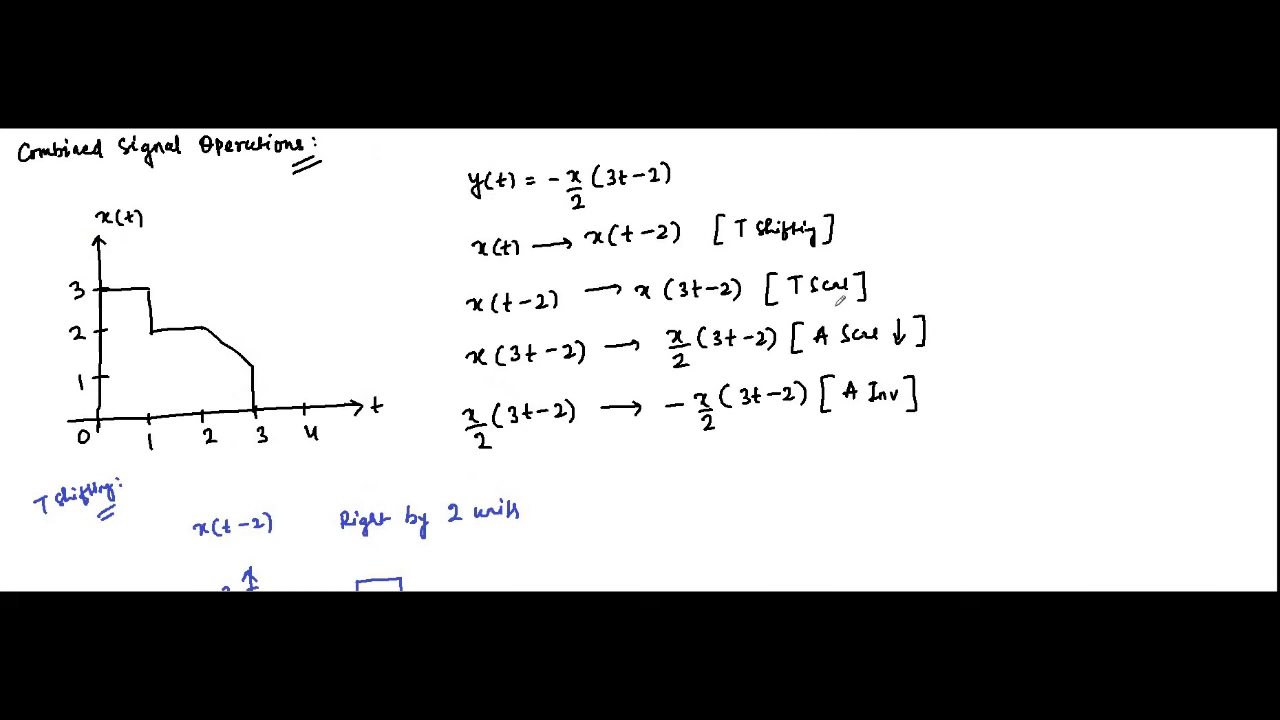 Combined Signal Operations:
x(t)
3
2
1
0 1 2 3 4 t
y(t) = -x/2 (3t-2)
x(t) → x(t-2) [T Shifting]
x(t-2) → x(3t-2) [T Scal]
x(3t-2) → x/2 (3t-2) [A Scal ↓]
x/2 (3t-2) → -x/2 (3t-2) [A Inv]
T Shifting:
x(t-2) Right by 2 units